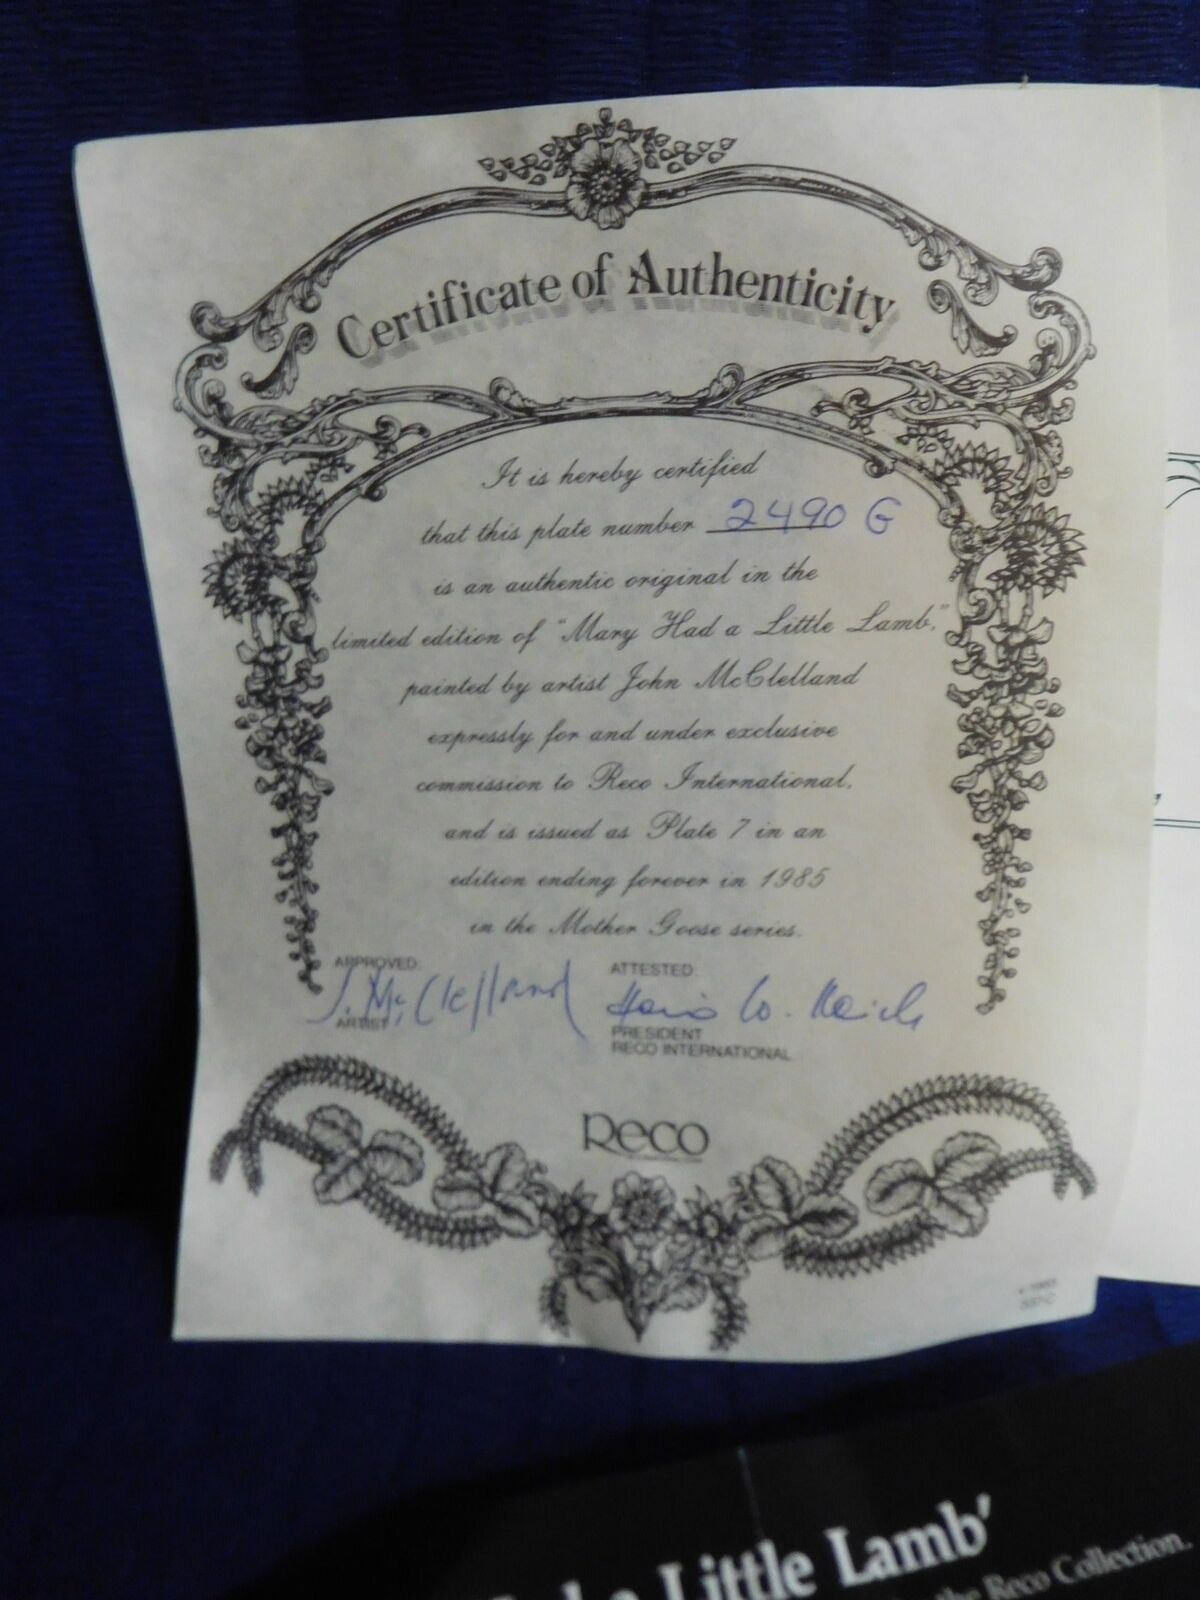 Certificate of Authenticity
It is hereby certified
that this plate number 2490 G
is an authentic original in the
limited edition of "Mary Had a Little Lamb,"
painted by artist John McClelland
expressly for and under exclusive
commission to Reco International,
and is issued as Plate 7 in an
edition ending forever in 1985
in the Mother Goose series.
APPROVED: ATTESTED:
J. McClelland
ARTIST PRESIDENT
RECO INTERNATIONAL
Reco
Little Lamb'
the Reco Collection.